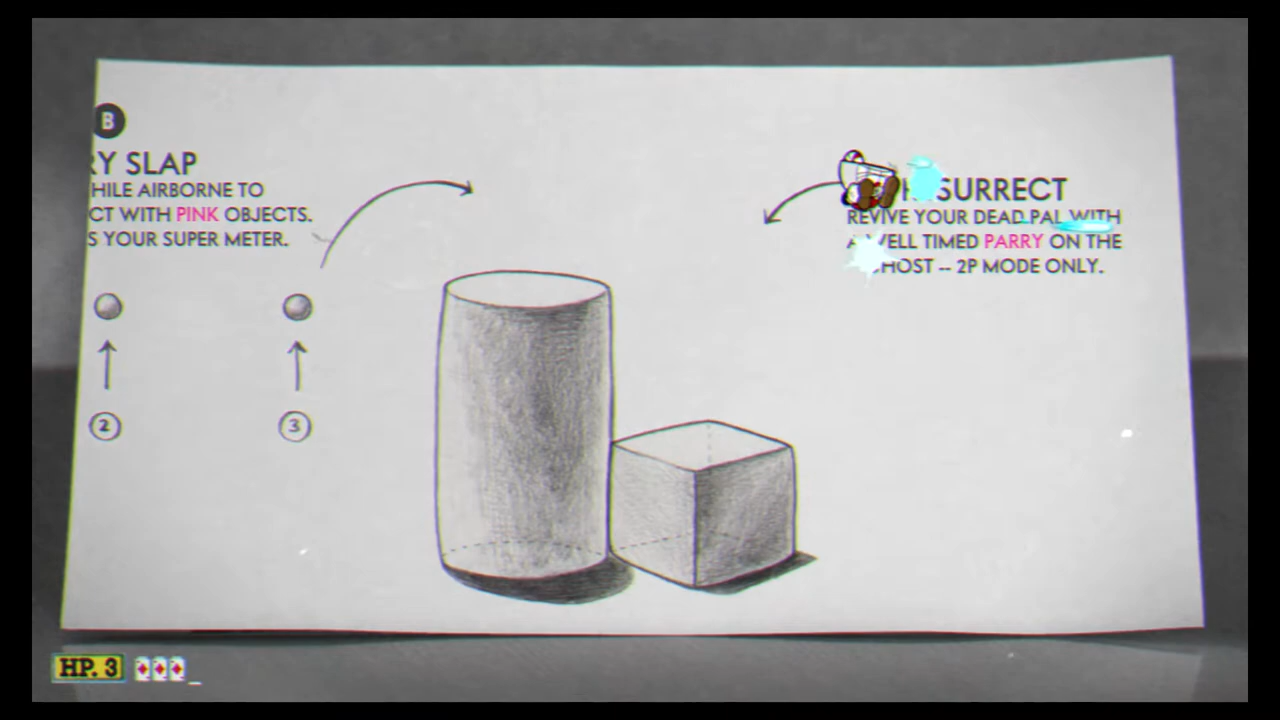 B
RY SLAP
HILE AIRBORNE TO
CT WITH PINK OBJECTS.
S YOUR SUPER METER.
2
3
SURRECT
REVIVE YOUR DEAD PAL WITH
A WELL TIMED PARRY ON THE
HOST -- 2P MODE ONLY.
HP. 3